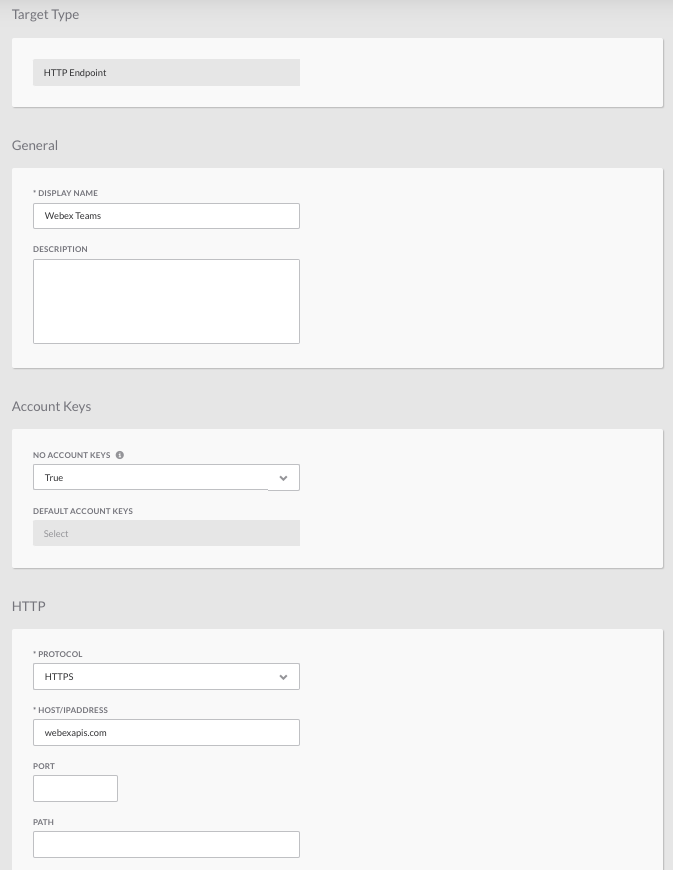 Target Type
HTTP Endpoint
General
* DISPLAY NAME
Webex Teams
DESCRIPTION
Account Keys
NO ACCOUNT KEYS
True
DEFAULT ACCOUNT KEYS
Select
HTTP
* PROTOCOL
HTTPS
* HOST/IPADDRESS
webexapis.com
PORT
PATH